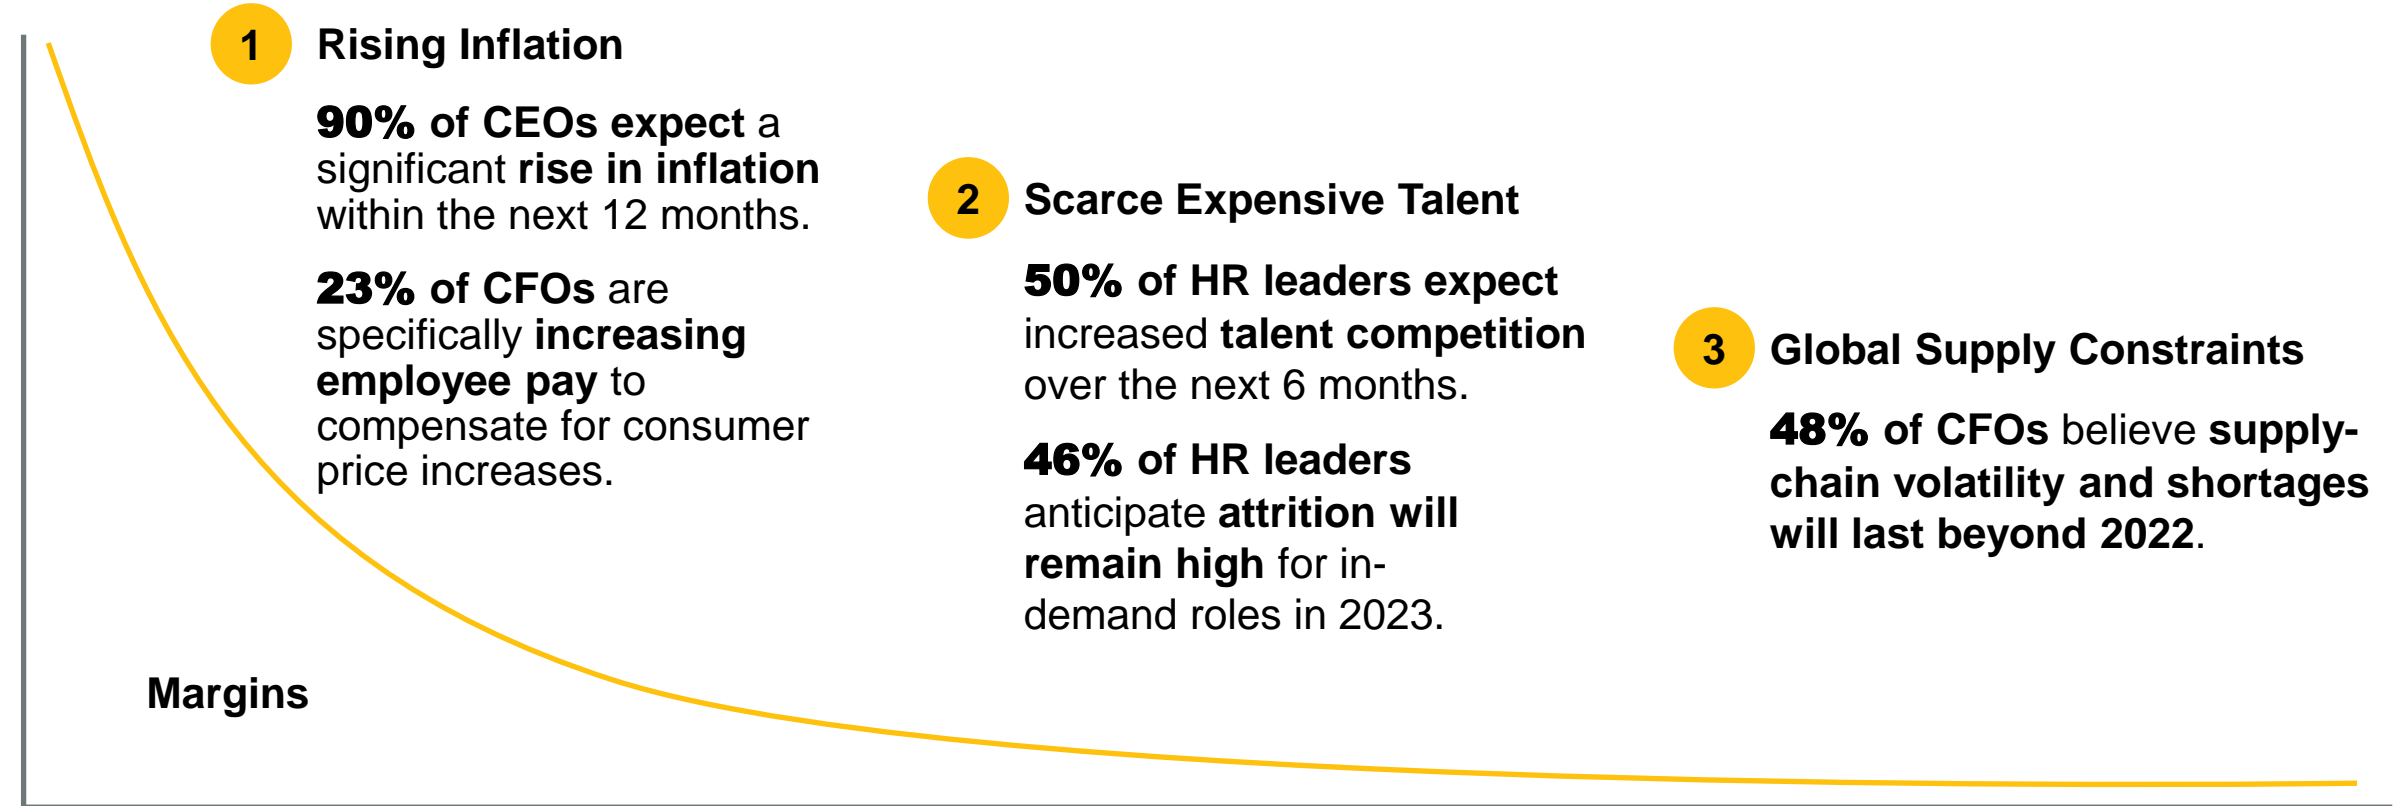 1
Rising Inflation
90% of CEOs expect a
significant rise in inflation
within the next 12 months.
23% of CFOs are
specifically increasing
employee pay to
compensate for consumer
price increases.
2
Scarce Expensive Talent
50% of HR leaders expect
increased talent competition
over the next 6 months.
46% of HR leaders
anticipate attrition will
remain high for in-
demand roles in 2023.
3
Global Supply Constraints
48% of CFOs believe supply-
chain volatility and shortages
will last beyond 2022.
Margins